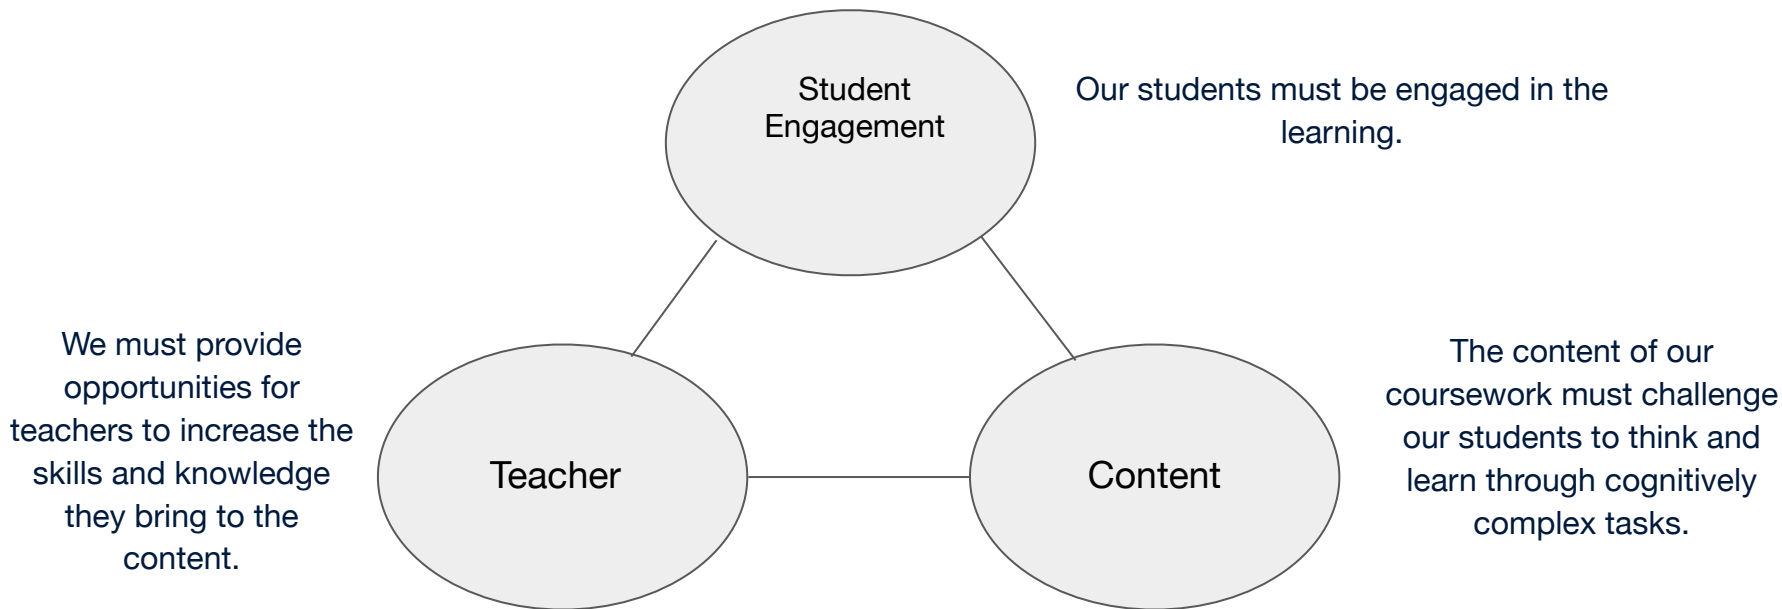 Student
Engagement
Our students must be engaged in the
learning.
We must provide
opportunities for
teachers to increase the
skills and knowledge
they bring to the
content.
Teacher
Content
The content of our
coursework must challenge
our students to think and
learn through cognitively
complex tasks.